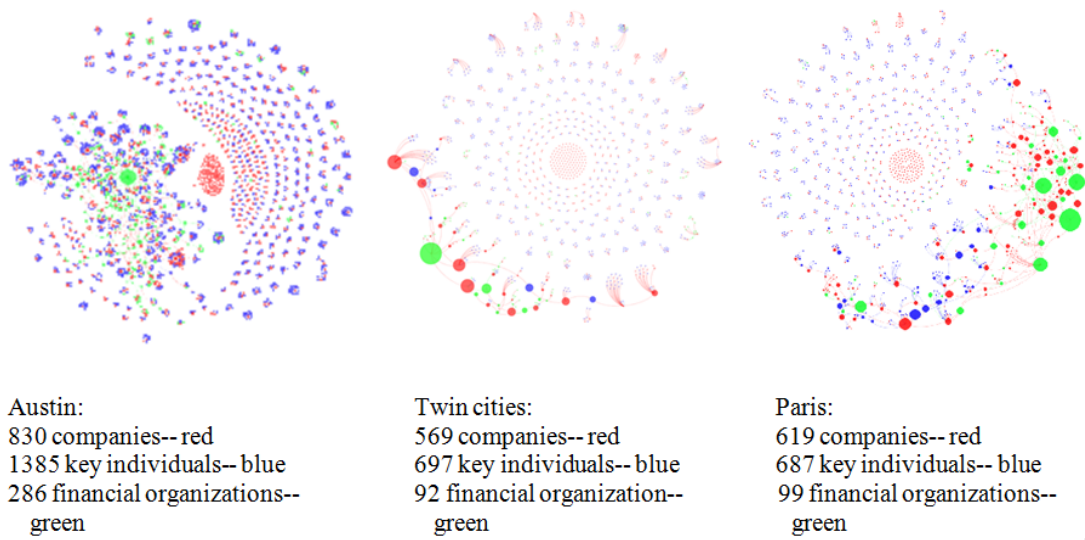 Austin:
830 companies-- red
1385 key individuals-- blue
286 financial organizations--
green
Twin cities:
569 companies-- red
697 key individuals-- blue
92 financial organization--
green
Paris:
619 companies-- red
687 key individuals-- blue
99 financial organizations--
green